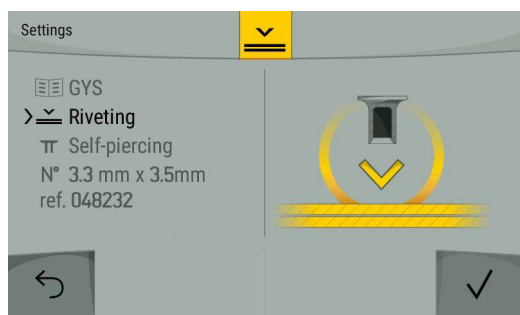 Settings
GYS
Riveting
Self-piercing
N° 3.3 mm x 3.5mm
ref. 048232